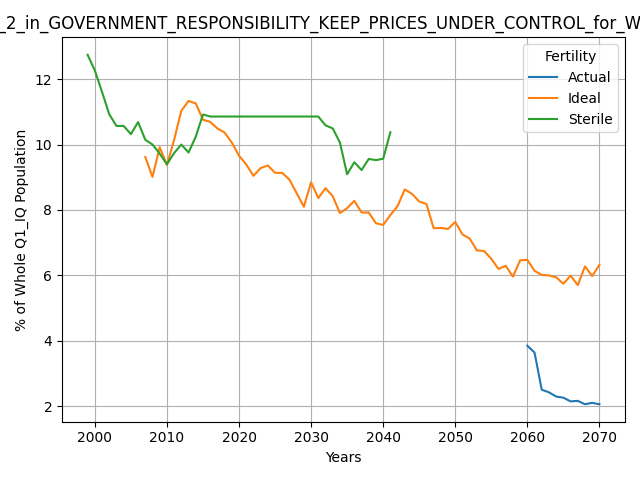 _2_in_GOVERNMENT_RESPONSIBILITY_KEEP_PRICES_UNDER_CONTROL_for_W
Fertility
Actual
Ideal
Sterile
% of Whole Q1_IQ Population
12
10
8
6
4
2
2000 2010 2020 2030 2040 2050 2060 2070
Years